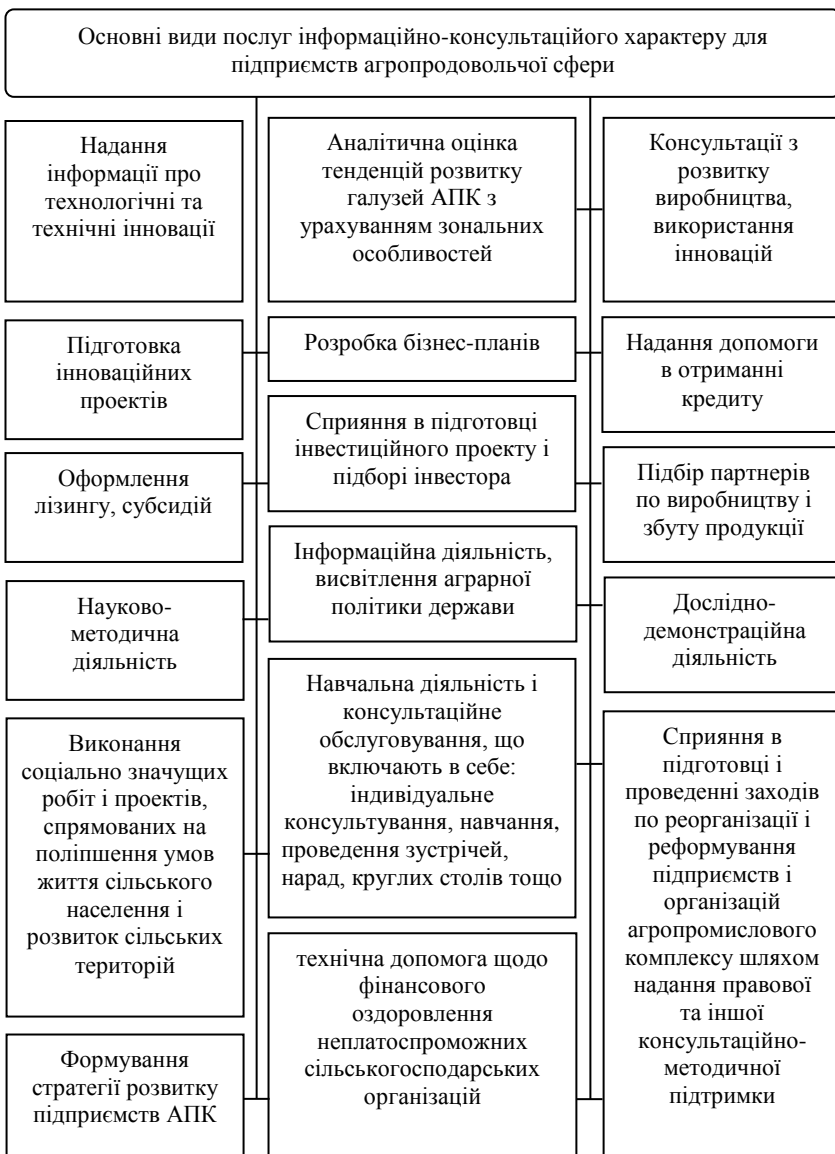 Основні види послуг інформаційно-консультаційого характеру для
підприємств агропродовольчої сфери
Надання
інформації про
технологічні та
технічні інновації
Аналітична оцінка
тенденцій розвитку
галузей АПК з
урахуванням зональних
особливостей
Консультації з
розвитку
виробництва,
використання
інновацій
Підготовка
інноваційних
проектів
Розробка бізнес-планів
Надання допомоги
в отриманні
кредиту
Оформлення
лізингу, субсидій
Сприяння в підготовці
інвестиційного проекту і
підборі інвестора
Підбір партнерів
по виробництву і
збуту продукції
Науково-
методична
діяльність
Інформаційна діяльність,
висвітлення аграрної
політики держави
Дослідно-
демонстраційна
діяльність
Виконання
соціально значущих
робіт і проектів,
спрямованих на
поліпшення умов
життя сільського
населення і
розвиток сільських
територій
Навчальна діяльність і
консультаційне
обслуговування, що
включають в себе:
індивідуальне
консультування, навчання,
проведення зустрічей,
нарад, круглих столів тощо
Сприяння в
підготовці і
проведенні заходів
по реорганізації і
реформування
підприємств і
організацій
агропромислового
комплексу шляхом
надання правової
та іншої
консультаційно-
методичної
підтримки
Формування
стратегії розвитку
підприємств АПК
технічна допомога щодо
фінансового
оздоровлення
неплатоспроможних
сільськогосподарських
організацій